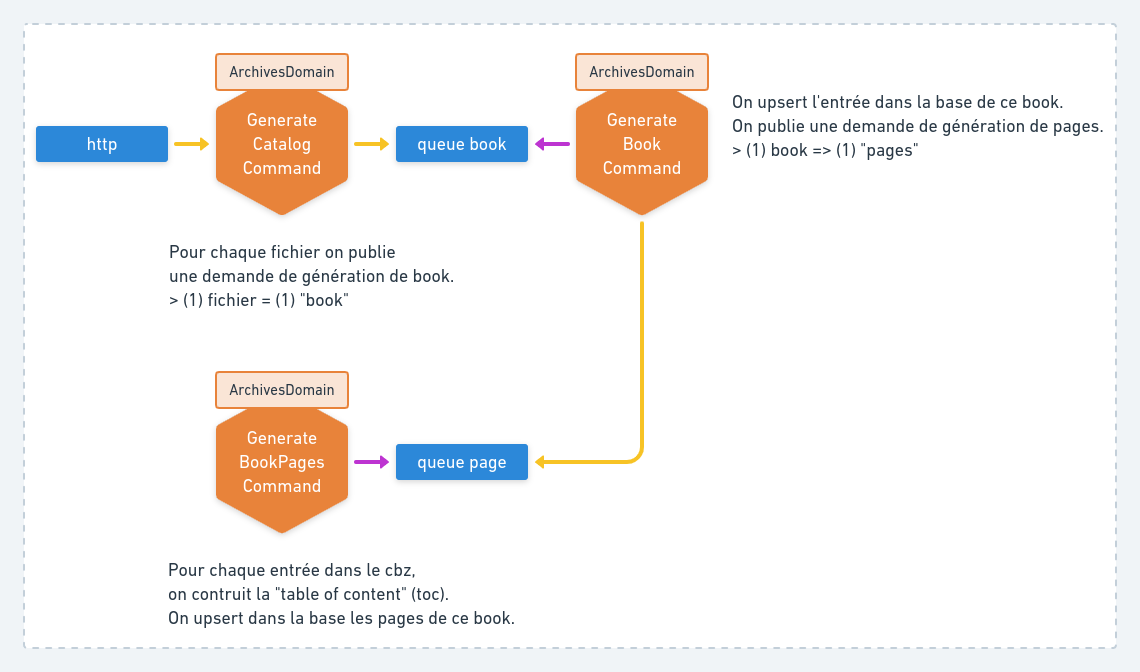 ArchivesDomain
Generate
Catalog
Command
http
queue book
ArchivesDomain
Generate
Book
Command
On upsert l'entrée dans la base de ce book.
On publie une demande de génération de pages.
> (1) book => (1) "pages"
Pour chaque fichier on publie
une demande de génération de book.
> (1) fichier = (1) "book"
ArchivesDomain
Generate
BookPages
Command
queue page
Pour chaque entrée dans le cbz,
on contruit la "table of content" (toc).
On upsert dans la base les pages de ce book.